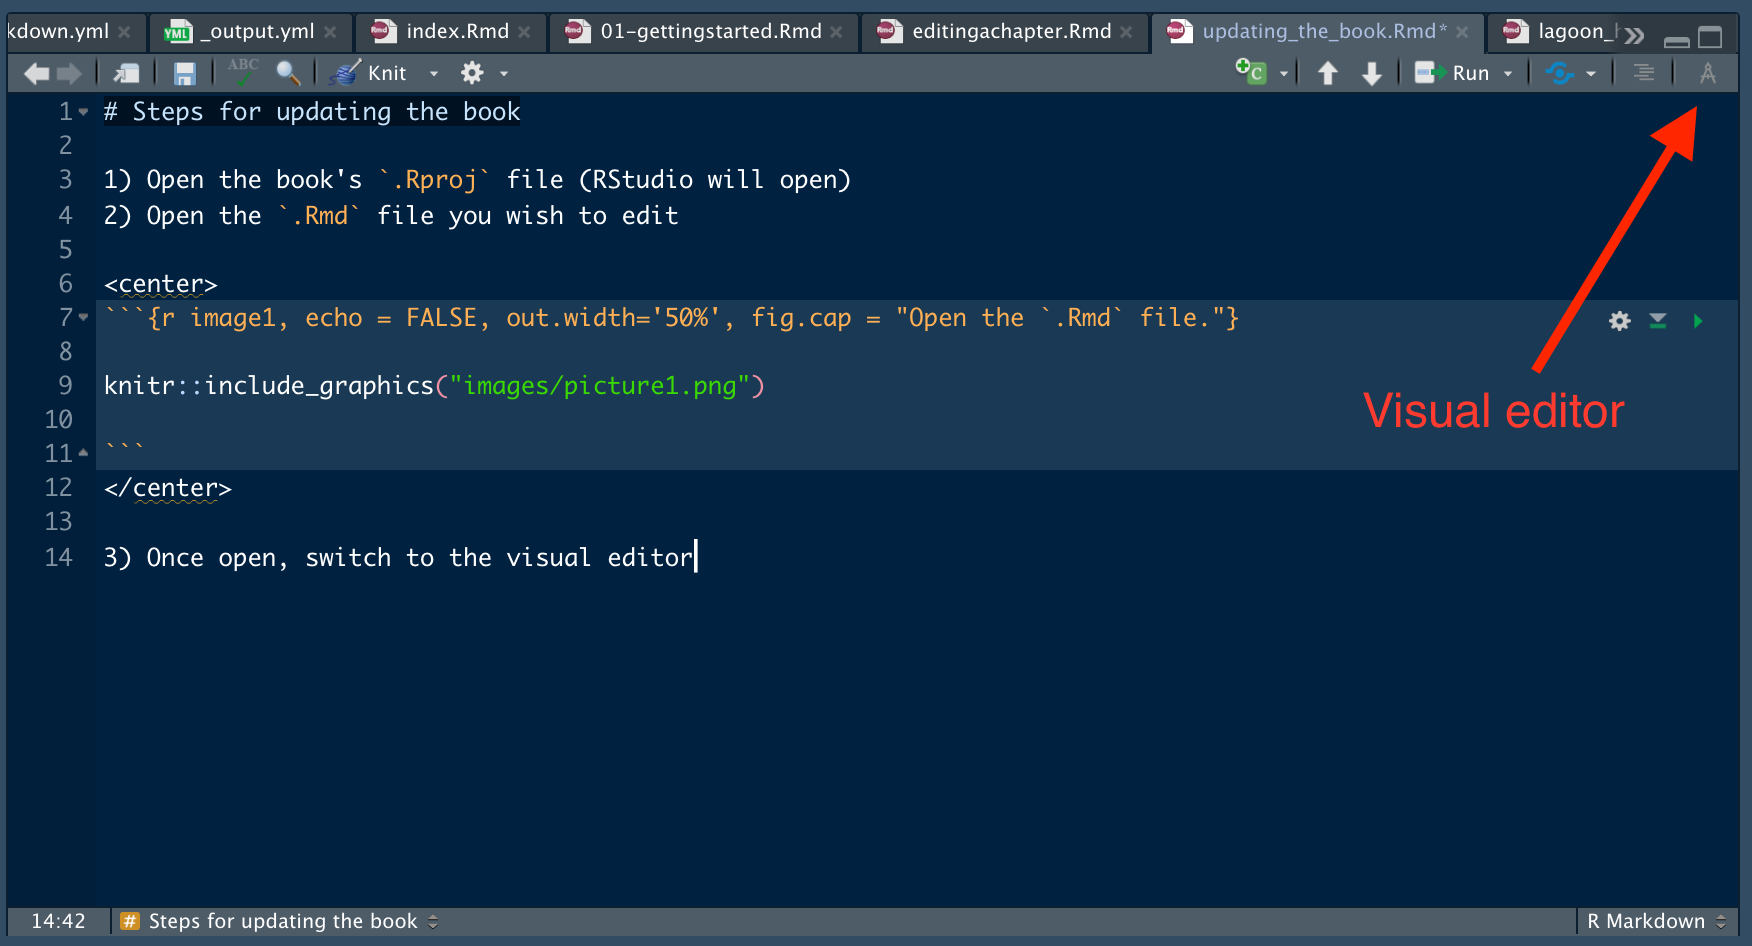 kdown.yml _output.yml index.Rmd 01-gettingstarted.Rmd editingachapter.Rmd updating_the_book.Rmd* lagoon_
ABC Knit C Run
1 # Steps for updating the book
2
3 1) Open the book's `.Rproj` file (RStudio will open)
4 2) Open the `.Rmd` file you wish to edit
5
6 <center>
7 ```{r image1, echo = FALSE, out.width='50%', fig.cap = "Open the `.Rmd` file."}
8
9 knitr::include_graphics("images/picture1.png")
10
11 ```
12 </center>
13
14 3) Once open, switch to the visual editor
Visual editor
14:42 # Steps for updating the book R Markdown